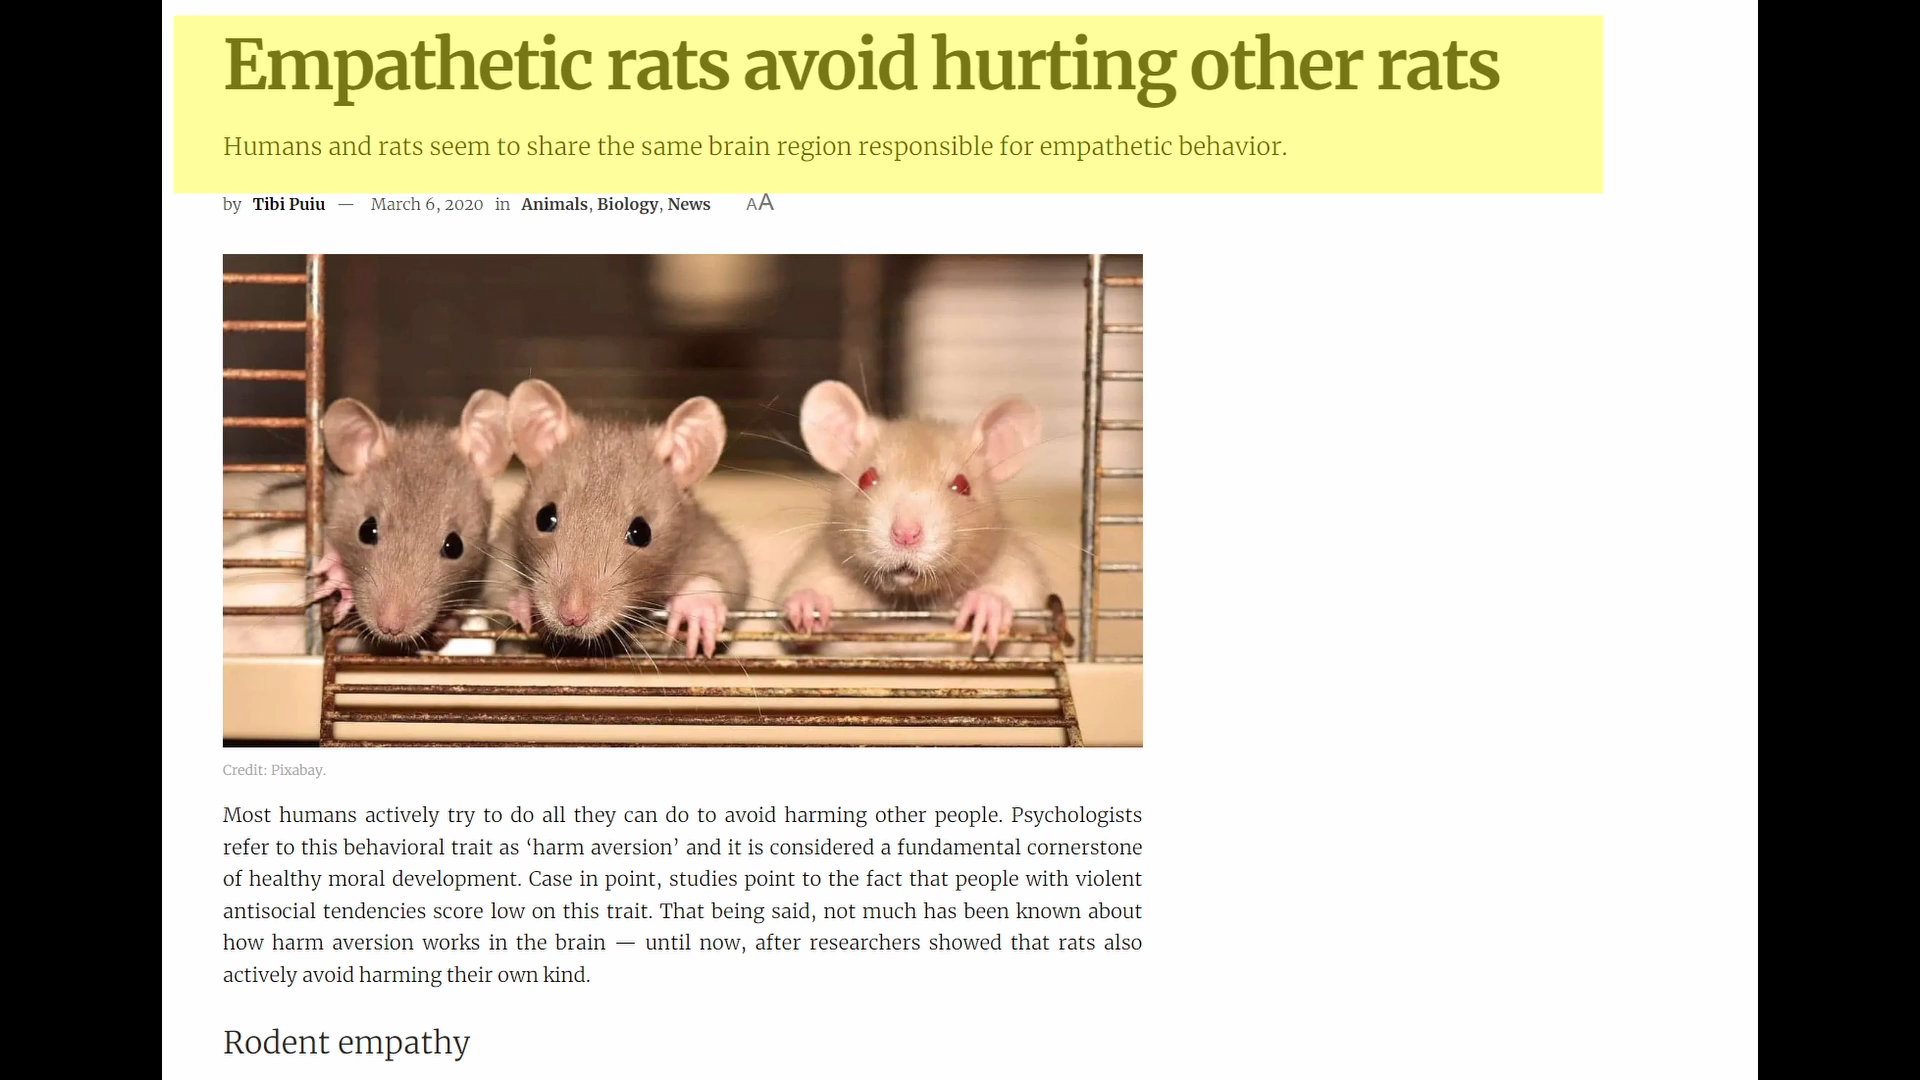 Empathetic rats avoid hurting other rats
Humans and rats seem to share the same brain region responsible for empathetic behavior.
by Tibi Puiu — March 6, 2020 in Animals, Biology, News AA
Credit: Pixabay.
Most humans actively try to do all they can do to avoid harming other people. Psychologists
refer to this behavioral trait as ‘harm aversion’ and it is considered a fundamental cornerstone
of healthy moral development. Case in point, studies point to the fact that people with violent
antisocial tendencies score low on this trait. That being said, not much has been known about
how harm aversion works in the brain — until now, after researchers showed that rats also
actively avoid harming their own kind.
Rodent empathy